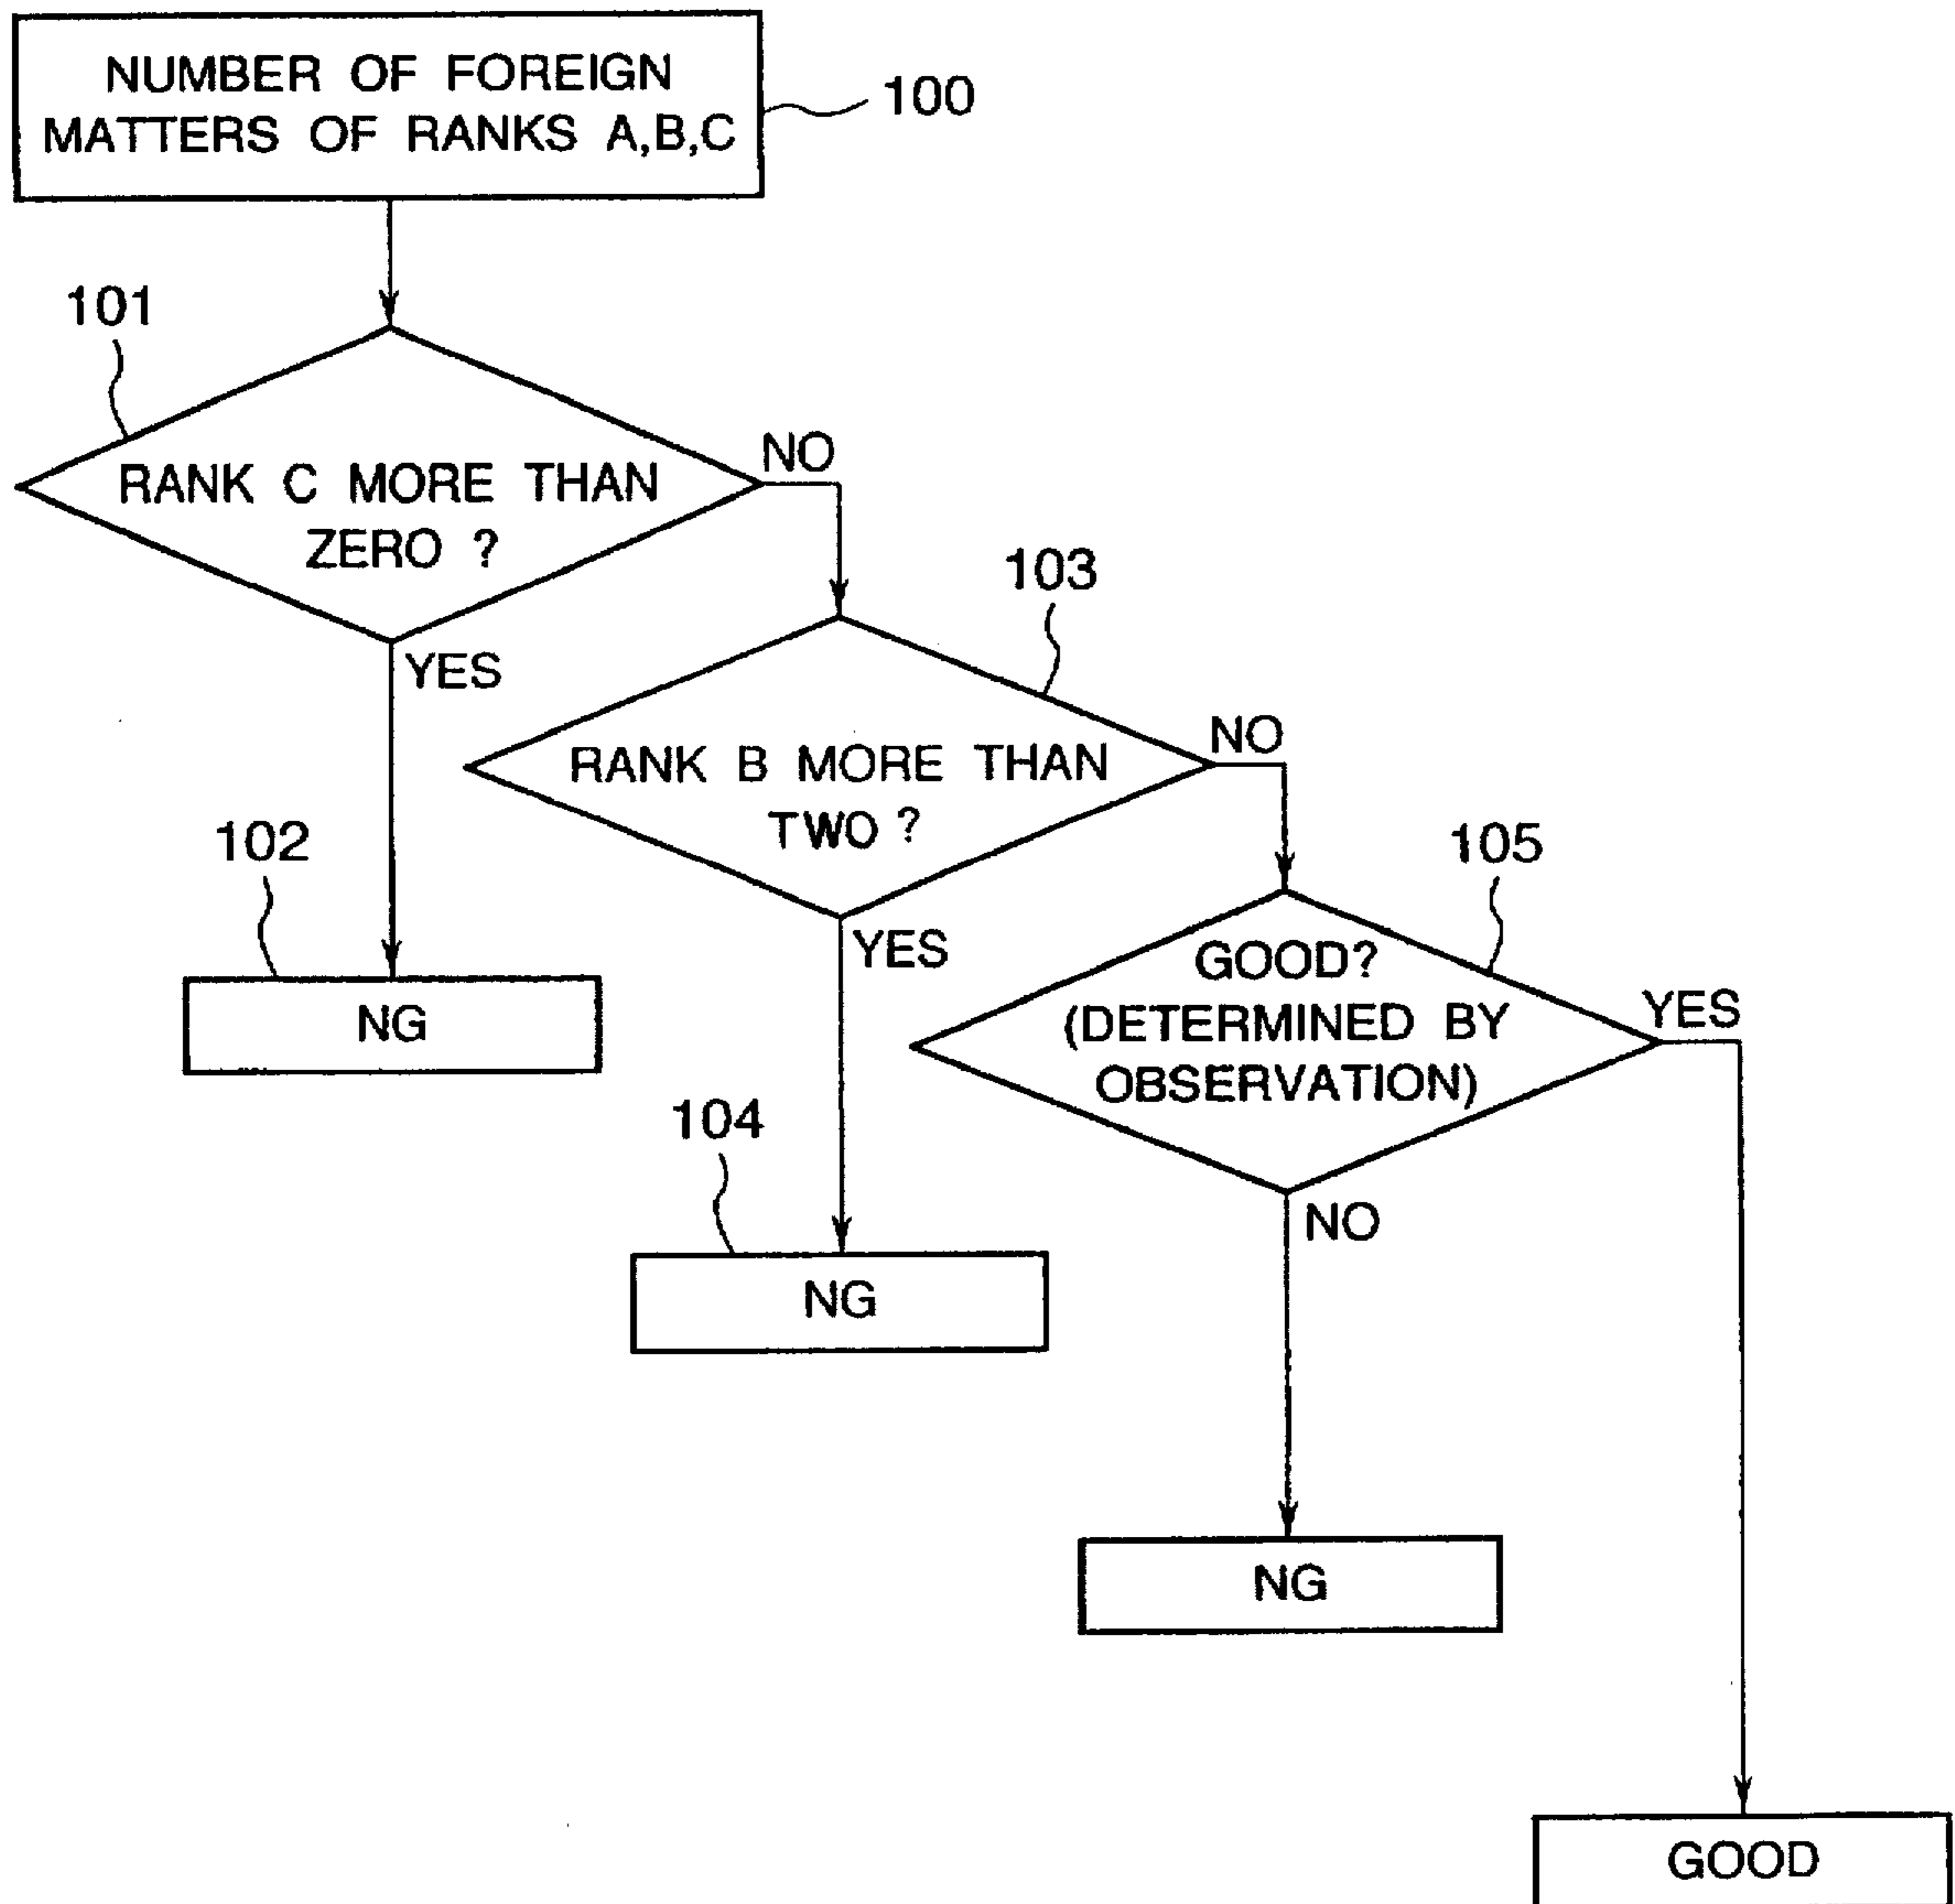 NUMBER OF FOREIGN
MATTERS OF RANKS A,B,C
100
101
RANK C MORE THAN
ZERO ?
NO
YES
103
RANK B MORE THAN
TWO ?
NO
YES
102
NG
105
GOOD?
(DETERMINED BY
OBSERVATION)
YES
NO
104
NG
NG
GOOD